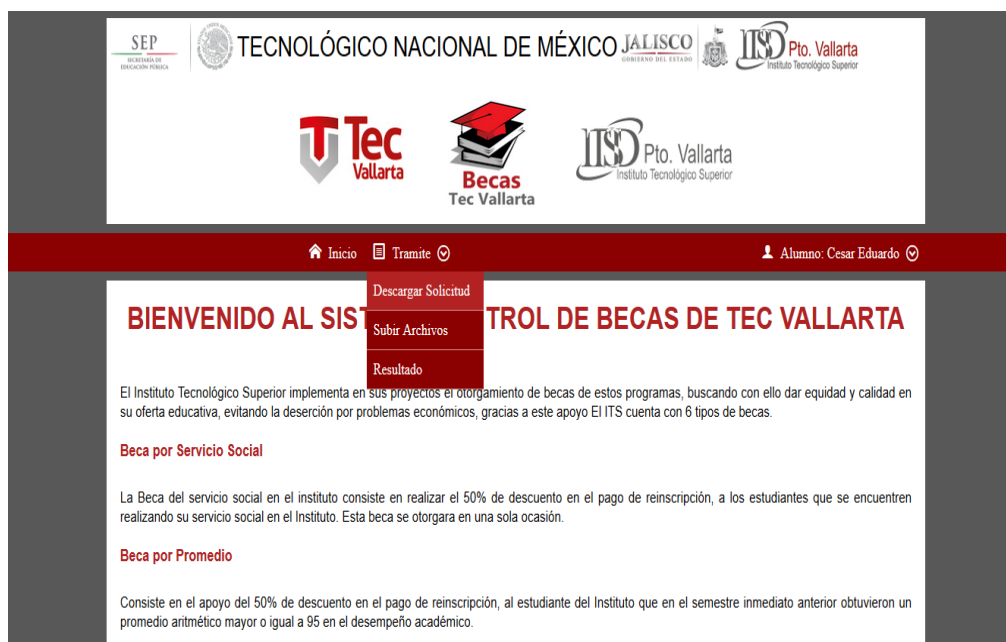 SEP
SECRETARÍA DE
EDUCACIÓN PÚBLICA
TECNOLÓGICO NACIONAL DE MÉXICO
JALISCO
GOBIERNO DEL ESTADO
ITS Pto. Vallarta
Instituto Tecnológico Superior
Tec
Vallarta
Becas
Tec Vallarta
ITS Pto. Vallarta
Instituto Tecnológico Superior
Inicio Tramite Alumno: Cesar Eduardo
Descargar Solicitud
Subir Archivos
Resultado
BIENVENIDO AL SIST TROL DE BECAS DE TEC VALLARTA
El Instituto Tecnológico Superior implementa en sus proyectos el otorgamiento de becas de estos programas, buscando con ello dar equidad y calidad en
su oferta educativa, evitando la deserción por problemas económicos, gracias a este apoyo El ITS cuenta con 6 tipos de becas.
Beca por Servicio Social
La Beca del servicio social en el instituto consiste en realizar el 50% de descuento en el pago de reinscripción, a los estudiantes que se encuentren
realizando su servicio social en el Instituto. Esta beca se otorgara en una sola ocasión.
Beca por Promedio
Consiste en el apoyo del 50% de descuento en el pago de reinscripción, al estudiante del Instituto que en el semestre inmediato anterior obtuvieron un
promedio aritmético mayor o igual a 95 en el desempeño académico.